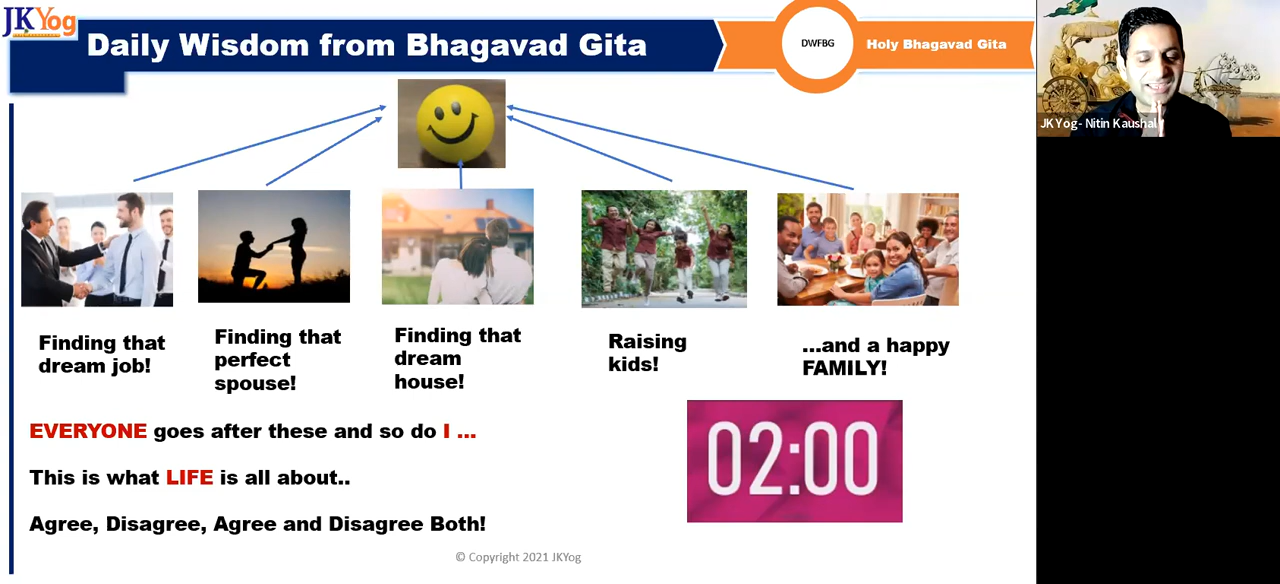 JKYog
Daily Wisdom from Bhagavad Gita
DWFBG
Holy Bhagavad Gita
JKYog- Nitin Kaushal
Finding that
dream job!
Finding that
perfect
spouse!
Finding that
dream
house!
Raising
kids!
...and a happy
FAMILY!
EVERYONE goes after these and so do I ...
This is what LIFE is all about..
Agree, Disagree, Agree and Disagree Both!
02:00
© Copyright 2021 JKYog